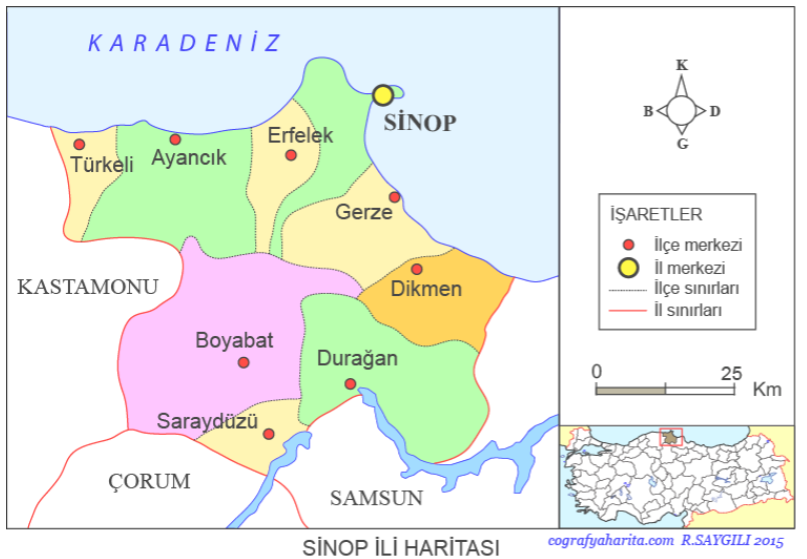 KARADENİZ
SİNOP
Erfelek
Ayancık
Türkeli
Gerze
KASTAMONU
Dikmen
Boyabat
Durağan
Saraydüzü
ÇORUM
SAMSUN
K
B D
G
İŞARETLER
İlçe merkezi
İl merkezi
İlçe sınırları
İl sınırları
0 25
Km
cografyaharita.com R.SAYGILI 2015
SİNOP İLİ HARİTASI